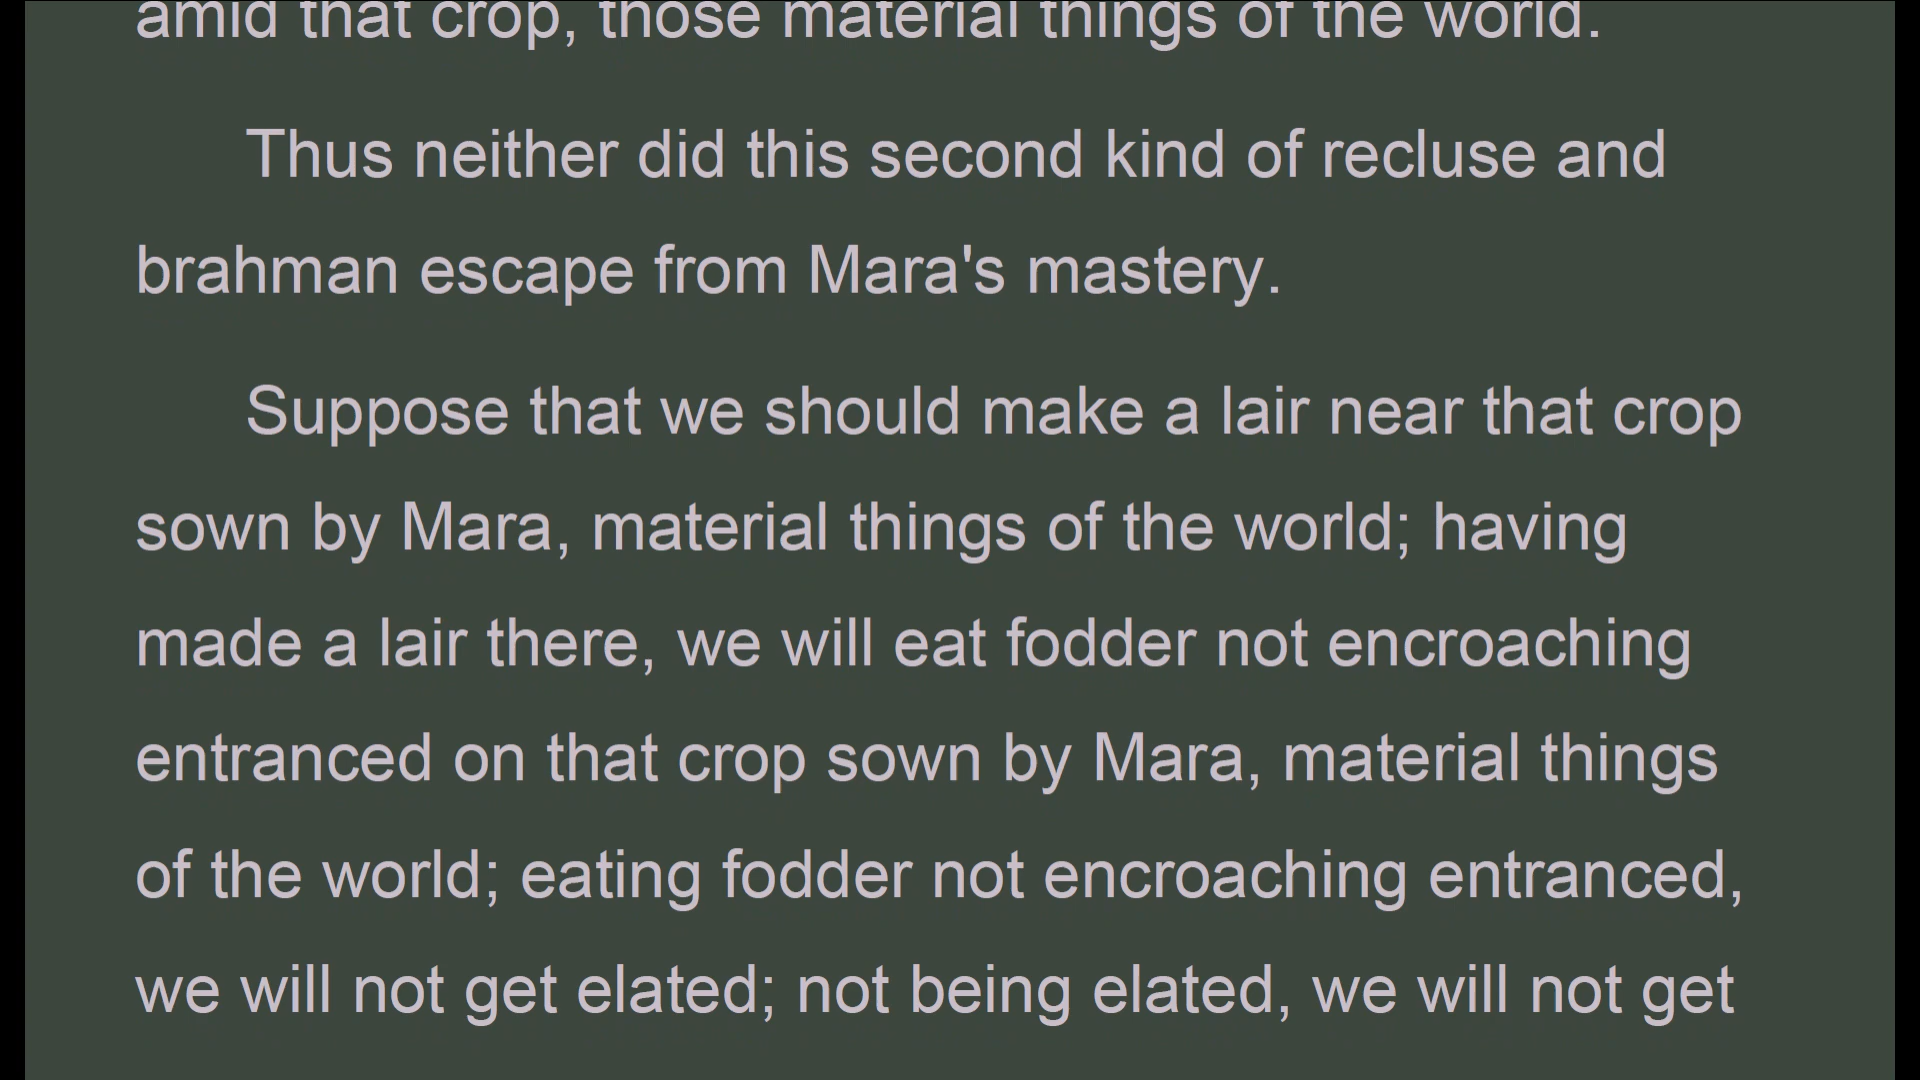 amid that crop, those material things of the world.
Thus neither did this second kind of recluse and
brahman escape from Mara's mastery.
Suppose that we should make a lair near that crop
sown by Mara, material things of the world; having
made a lair there, we will eat fodder not encroaching
entranced on that crop sown by Mara, material things
of the world; eating fodder not encroaching entranced,
we will not get elated; not being elated, we will not get